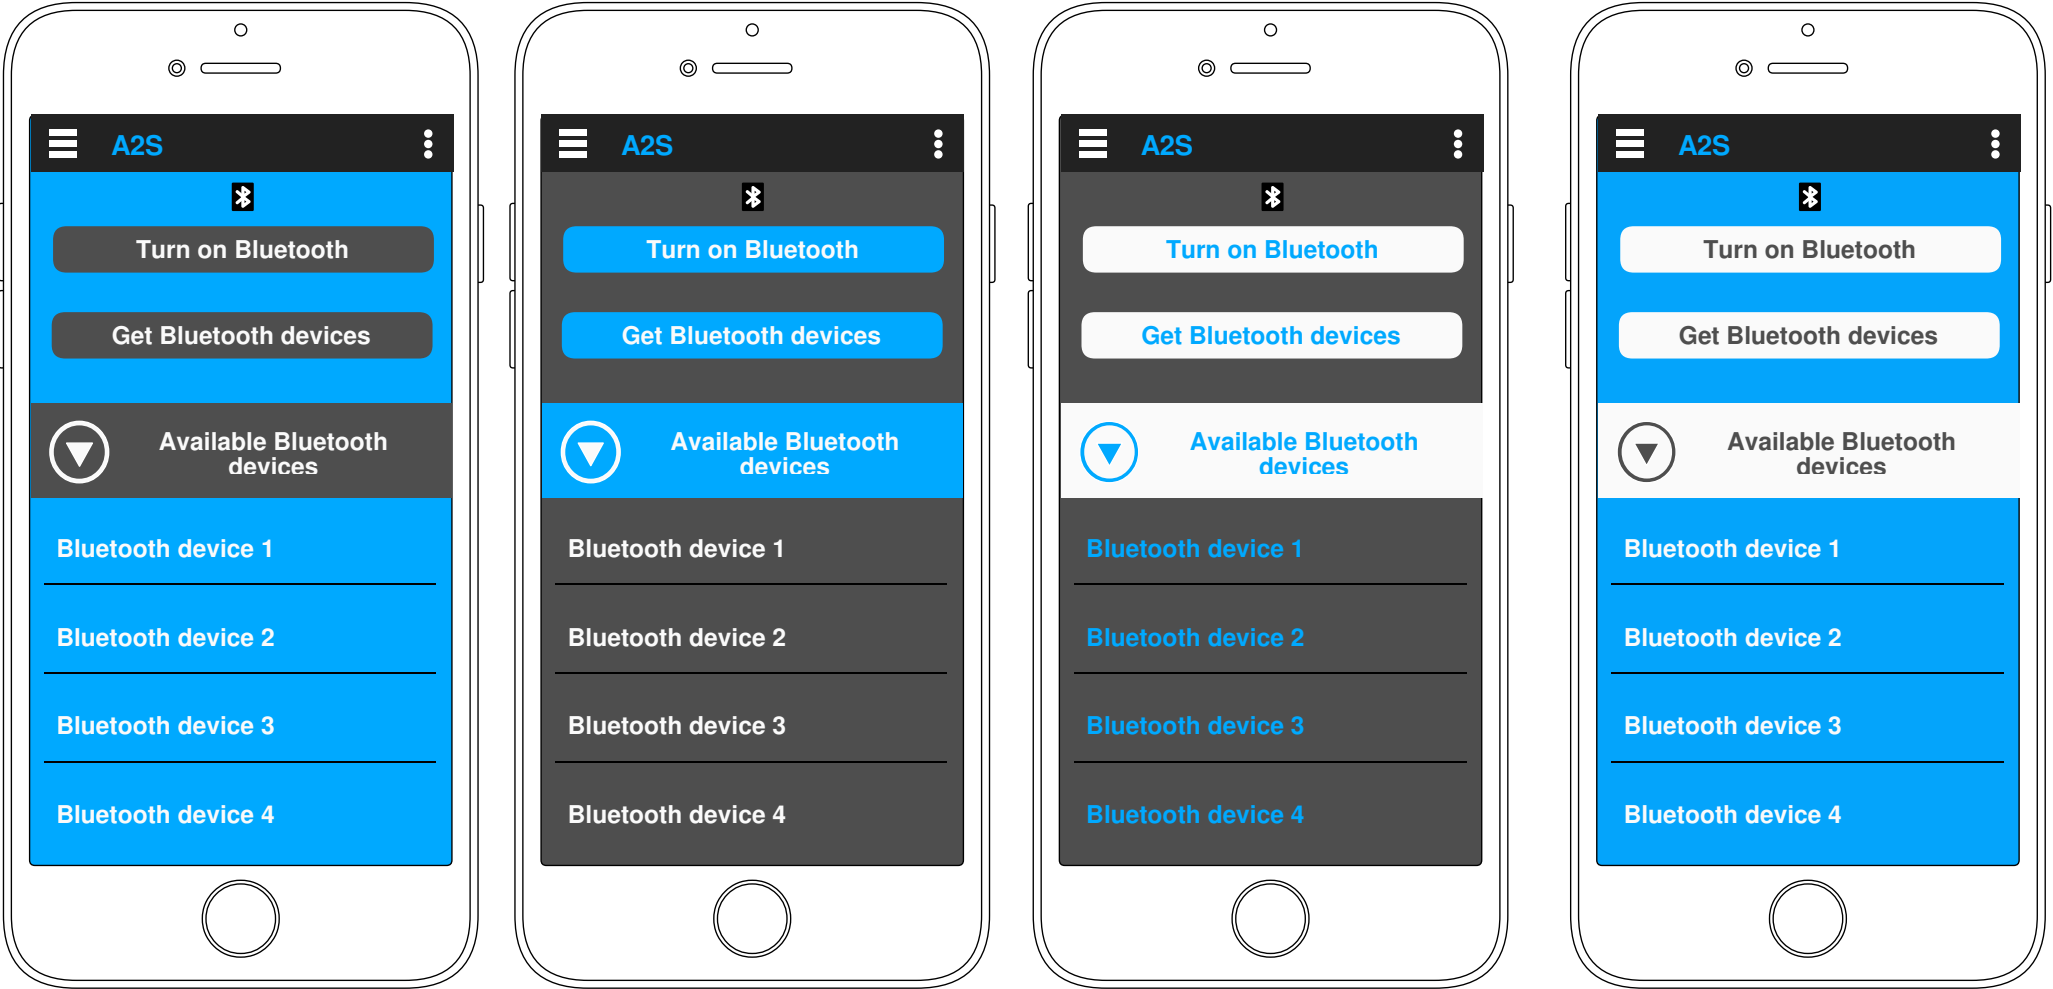 A2S
Turn on Bluetooth
Get Bluetooth devices
Available Bluetooth
devices
Bluetooth device 1
Bluetooth device 2
Bluetooth device 3
Bluetooth device 4
A2S
Turn on Bluetooth
Get Bluetooth devices
Available Bluetooth
devices
Bluetooth device 1
Bluetooth device 2
Bluetooth device 3
Bluetooth device 4
A2S
Turn on Bluetooth
Get Bluetooth devices
Available Bluetooth
devices
Bluetooth device 1
Bluetooth device 2
Bluetooth device 3
Bluetooth device 4
A2S
Turn on Bluetooth
Get Bluetooth devices
Available Bluetooth
devices
Bluetooth device 1
Bluetooth device 2
Bluetooth device 3
Bluetooth device 4